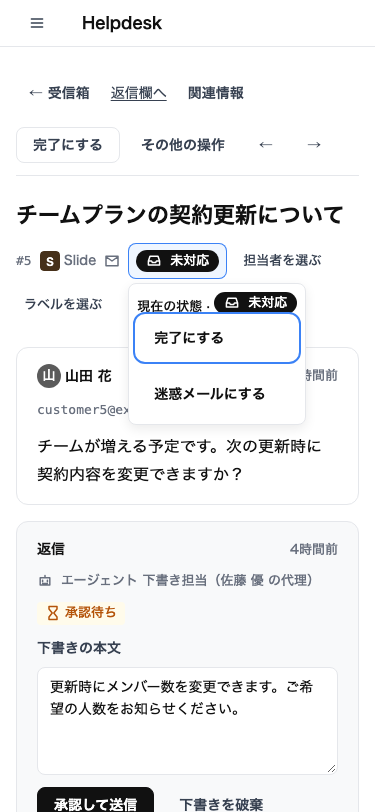 Helpdesk
← 受信箱 返信欄へ 関連情報
完了にする その他の操作 ← →
チームプランの契約更新について
#5 S Slide 未対応 担当者を選ぶ
ラベルを選ぶ
現在の状態 · 未対応
完了にする
迷惑メールにする
山 山田 花 時間前
customer5@ex
チームが増える予定です。次の更新時に
契約内容を変更できますか？
返信 4時間前
エージェント 下書き担当（佐藤 優 の代理）
承認待ち
下書きの本文
更新時にメンバー数を変更できます。ご希
望の人数をお知らせください。
承認して送信 下書きを破棄